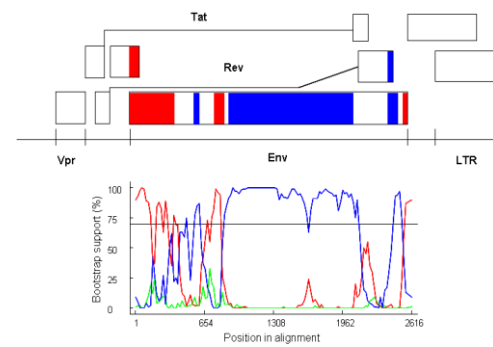 Tat
Rev
Vpr
Env
LTR
100
75
50
25
0
Bootstrap support (%)
1 654 1308 1962 2616
Position in alignment